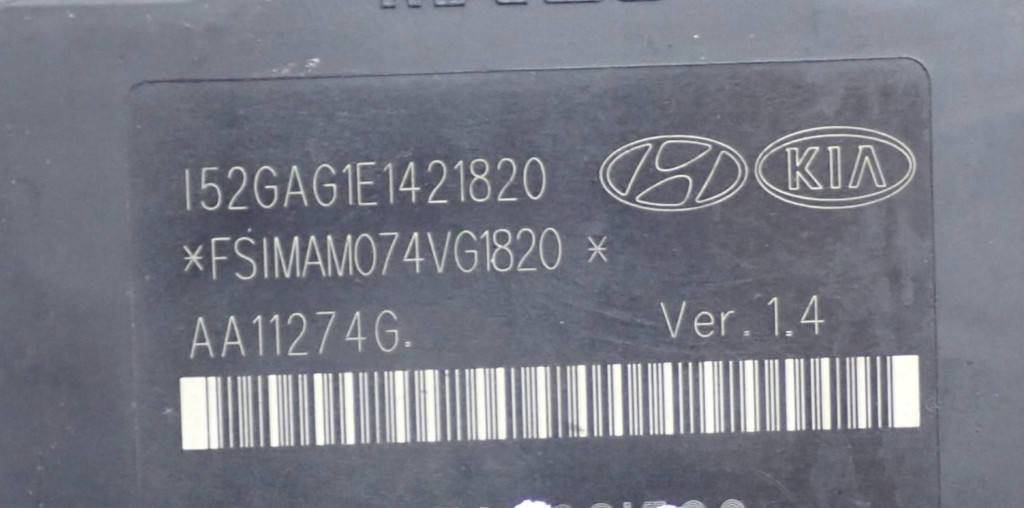 I52GAG1E1421820
KIA
*FSIMAM074VG1820 *
AA11274G.
Ver. 1.4